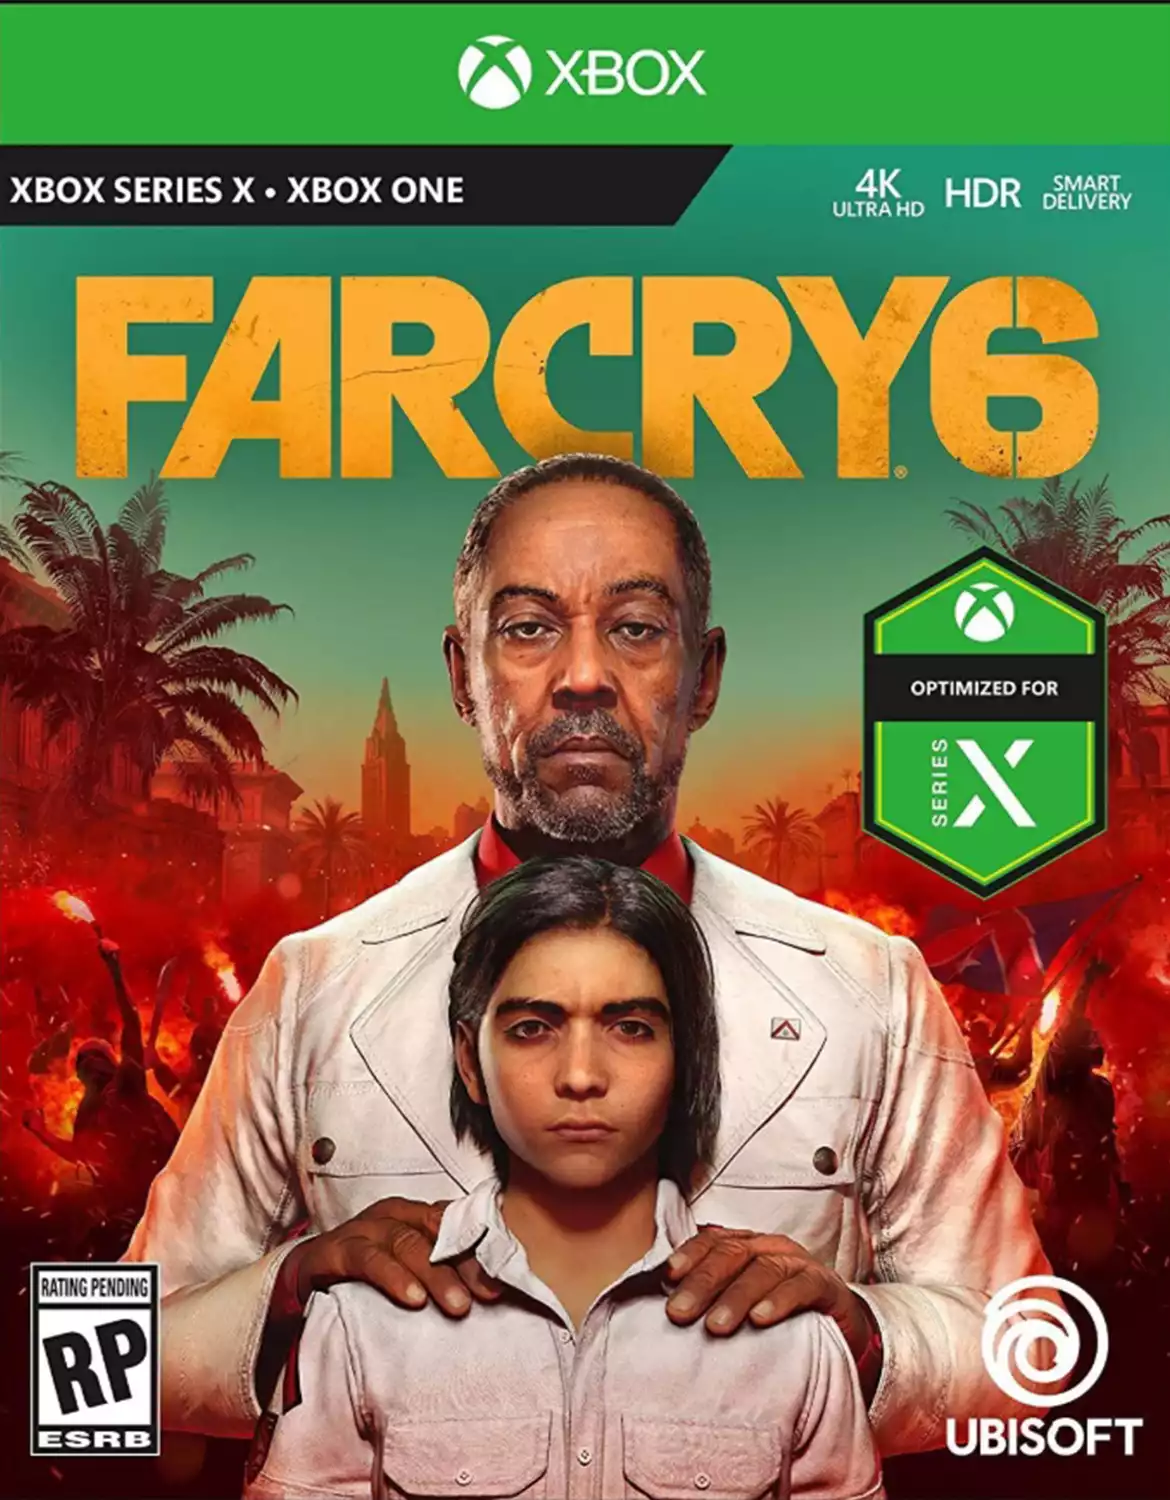 XBOX
XBOX SERIES X • XBOX ONE
4K
ULTRA HD
HDR
SMART
DELIVERY
FARCRY6®
OPTIMIZED FOR
SERIES X
RATING PENDING
RP
ESRB
UBISOFT